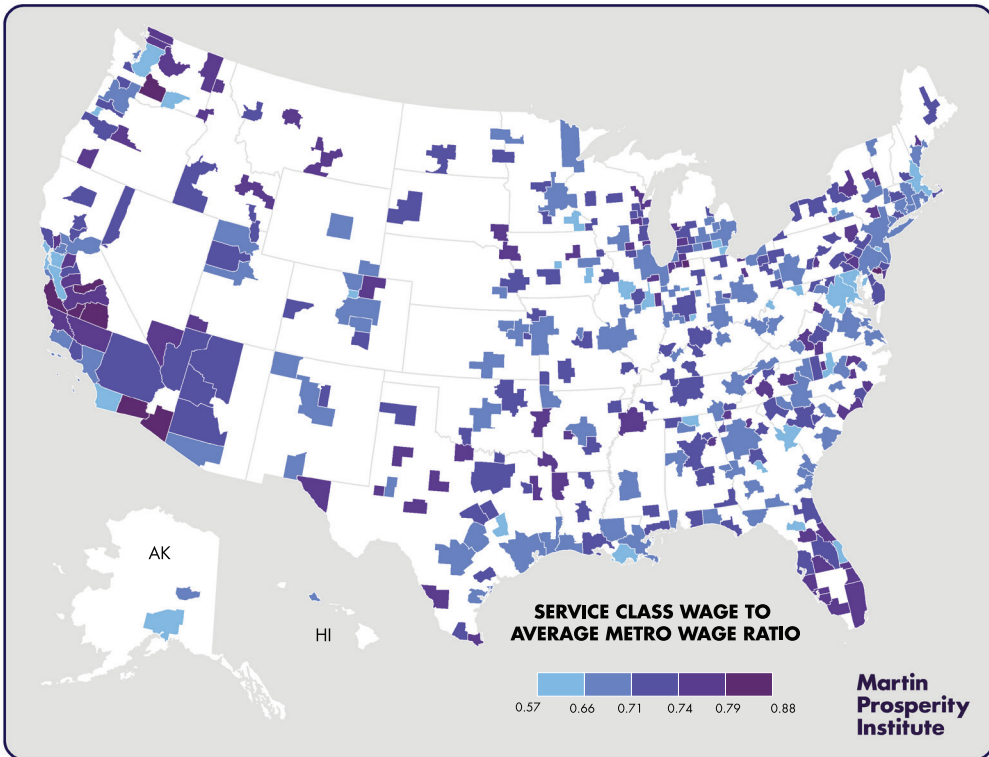 AK
HI
SERVICE CLASS WAGE TO
AVERAGE METRO WAGE RATIO
0.57 0.66 0.71 0.74 0.79 0.88
Martin
Prosperity
Institute